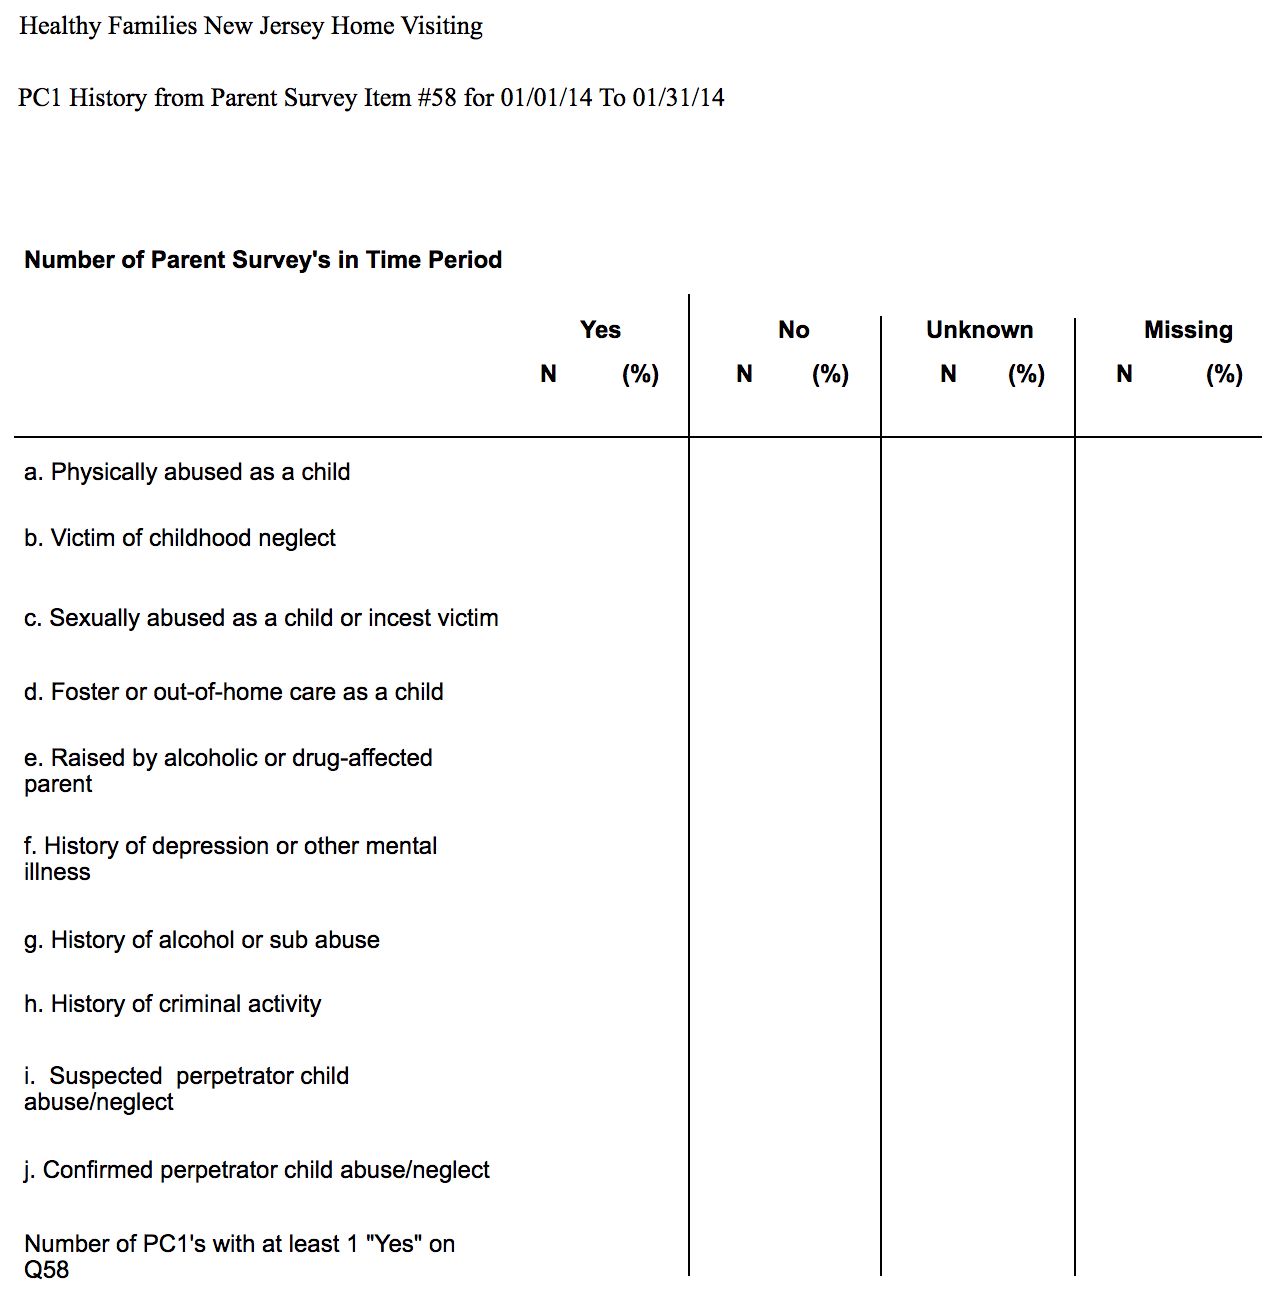 Healthy Families New Jersey Home Visiting
PC1 History from Parent Survey Item #58 for 01/01/14 To 01/31/14
Number of Parent Survey's in Time Period
Yes No Unknown Missing
N (%) N (%) N (%) N (%)
a. Physically abused as a child
b. Victim of childhood neglect
c. Sexually abused as a child or incest victim
d. Foster or out-of-home care as a child
e. Raised by alcoholic or drug-affected
parent
f. History of depression or other mental
illness
g. History of alcohol or sub abuse
h. History of criminal activity
i.  Suspected  perpetrator child
abuse/neglect
j. Confirmed perpetrator child abuse/neglect
Number of PC1's with at least 1 "Yes" on
Q58